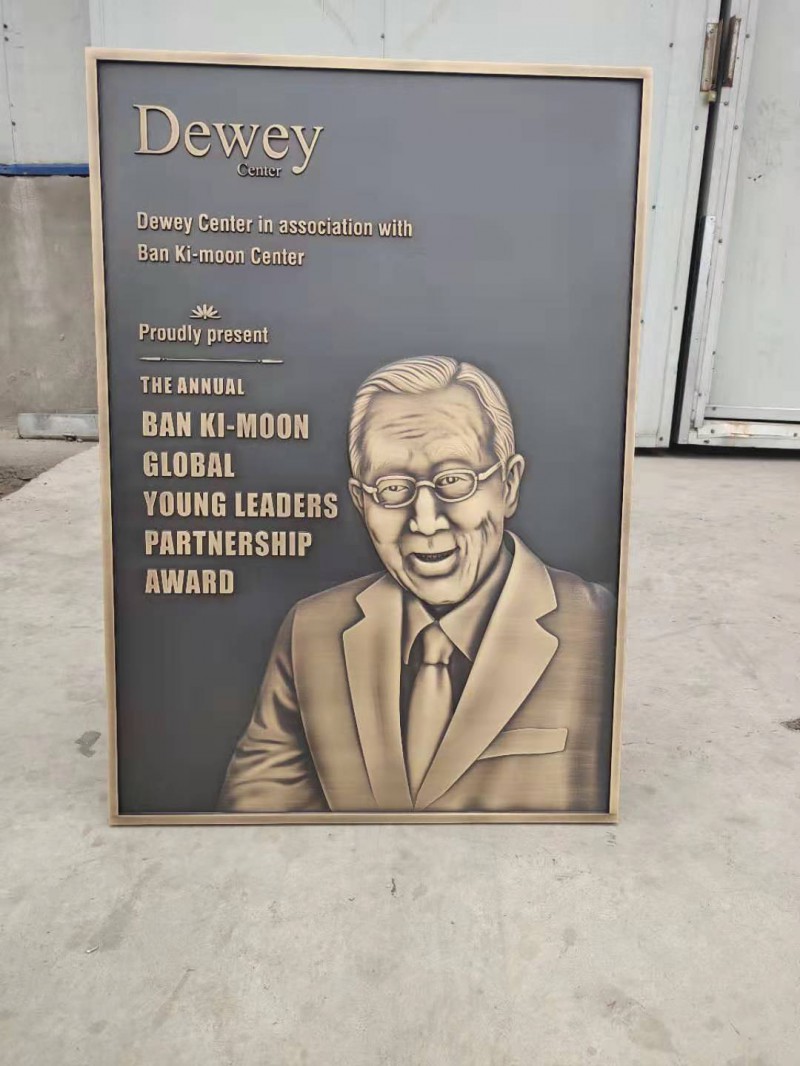 Dewey
Center
Dewey Center in association with
Ban Ki-moon Center
Proudly present
THE ANNUAL
BAN KI-MOON
GLOBAL
YOUNG LEADERS
PARTNERSHIP
AWARD